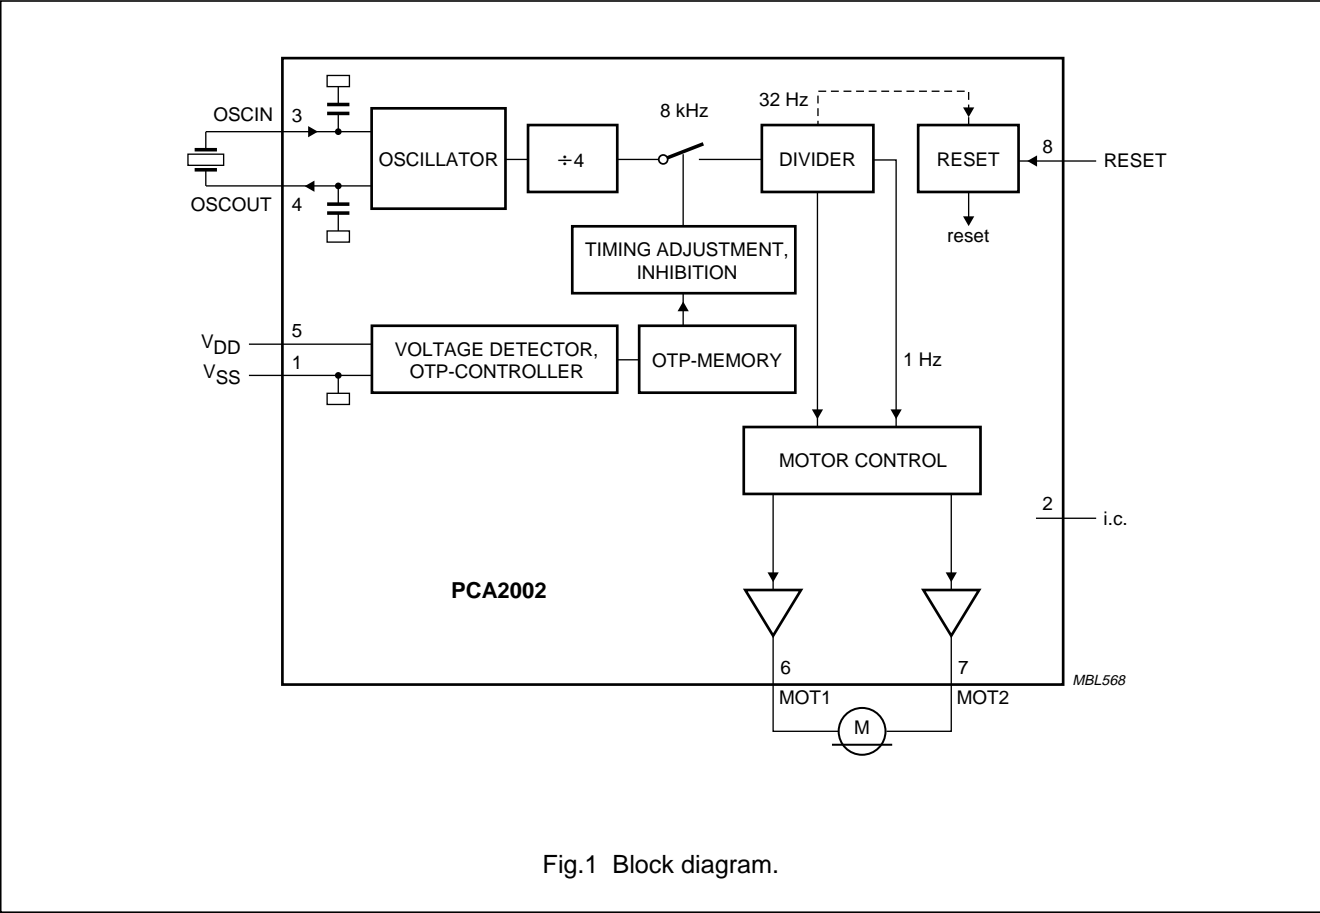 OSCIN
3
OSCILLATOR
÷4
8 kHz
32 Hz
DIVIDER
RESET
8
RESET
OSCOUT
4
reset
TIMING ADJUSTMENT,
INHIBITION
VDD
5
VSS
1
VOLTAGE DETECTOR,
OTP-CONTROLLER
OTP-MEMORY
1 Hz
MOTOR CONTROL
2
i.c.
PCA2002
6
7
MBL568
MOT1
MOT2
M
Fig.1 Block diagram.